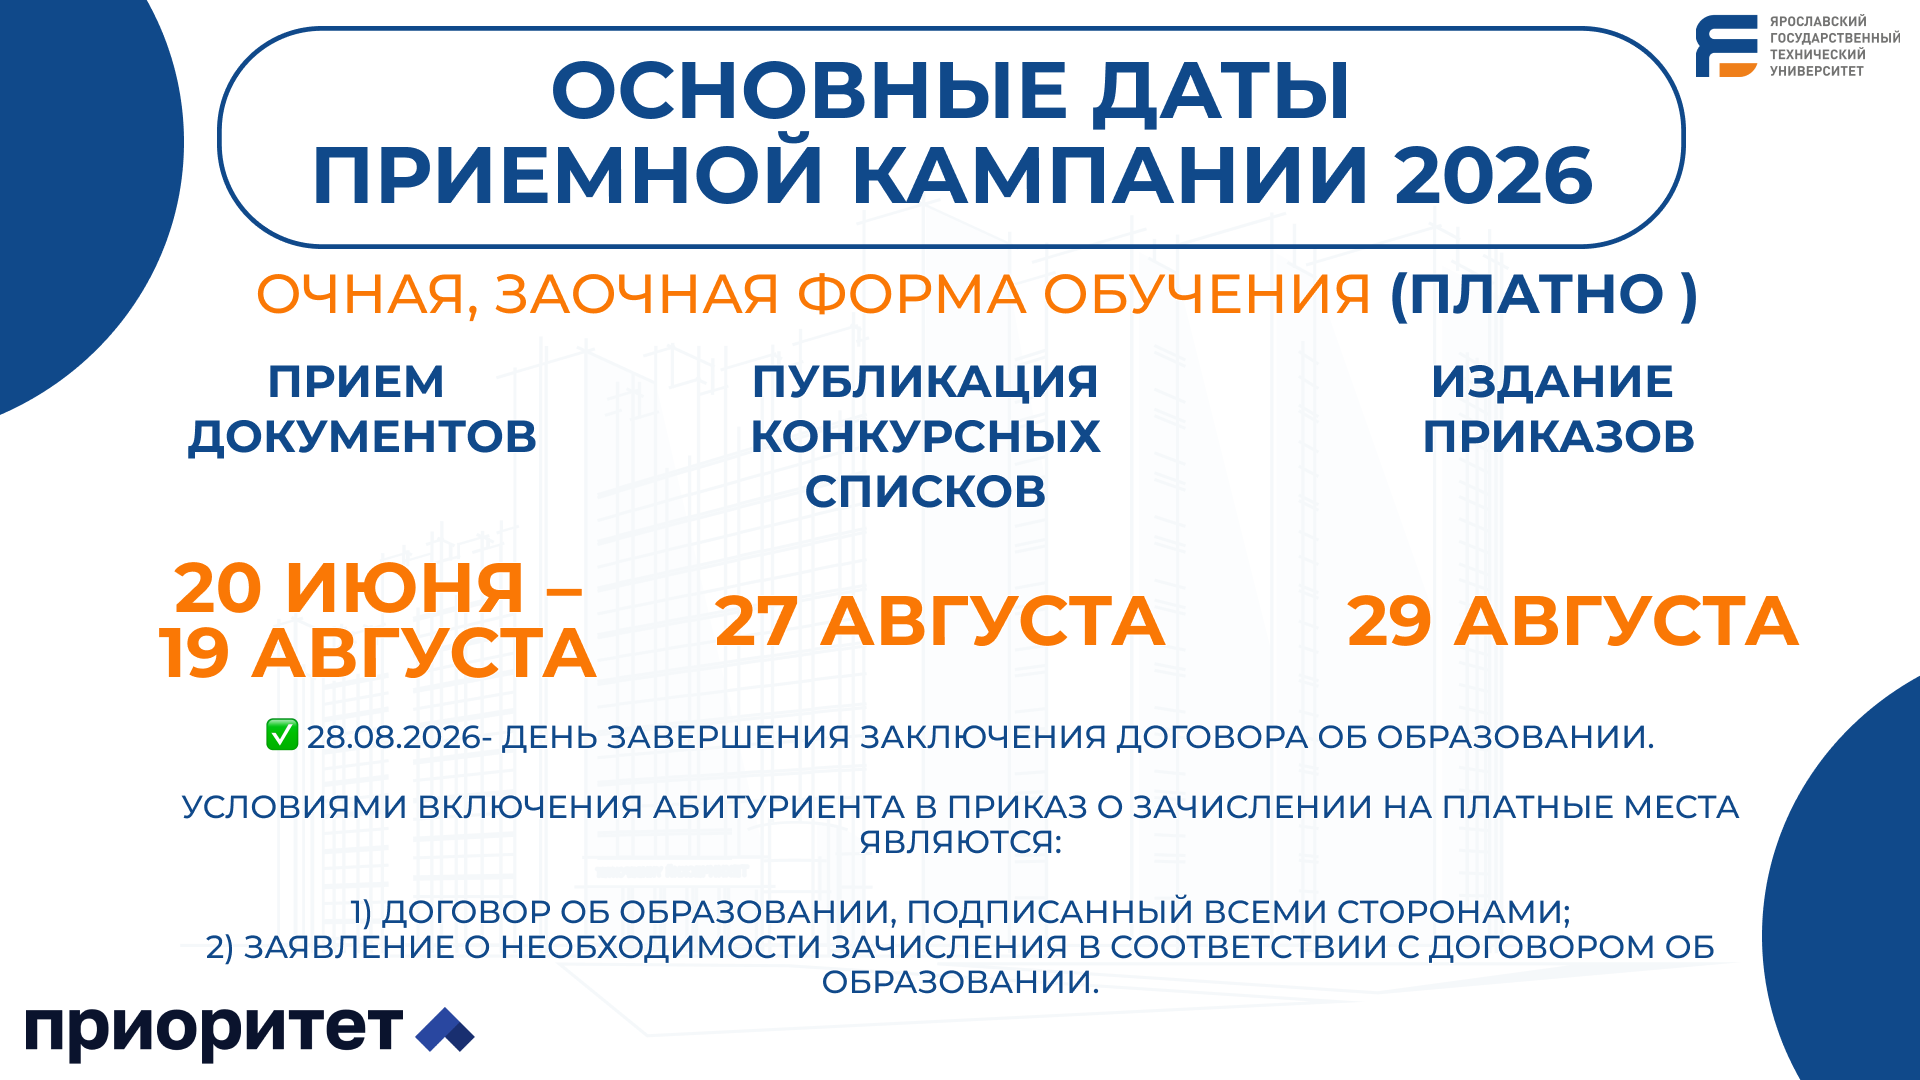 ЯРОСЛАВСКИЙ
ГОСУДАРСТВЕННЫЙ
ТЕХНИЧЕСКИЙ
УНИВЕРСИТЕТ
ОСНОВНЫЕ ДАТЫ
ПРИЕМНОЙ КАМПАНИИ 2026
ОЧНАЯ, ЗАОЧНАЯ ФОРМА ОБУЧЕНИЯ (ПЛАТНО )
ПРИЕМ
ДОКУМЕНТОВ
20 ИЮНЯ –
19 АВГУСТА
ПУБЛИКАЦИЯ
КОНКУРСНЫХ
СПИСКОВ
27 АВГУСТА
ИЗДАНИЕ
ПРИКАЗОВ
29 АВГУСТА
✅ 28.08.2026- ДЕНЬ ЗАВЕРШЕНИЯ ЗАКЛЮЧЕНИЯ ДОГОВОРА ОБ ОБРАЗОВАНИИ.
УСЛОВИЯМИ ВКЛЮЧЕНИЯ АБИТУРИЕНТА В ПРИКАЗ О ЗАЧИСЛЕНИИ НА ПЛАТНЫЕ МЕСТА
ЯВЛЯЮТСЯ:
1) ДОГОВОР ОБ ОБРАЗОВАНИИ, ПОДПИСАННЫЙ ВСЕМИ СТОРОНАМИ;
2) ЗАЯВЛЕНИЕ О НЕОБХОДИМОСТИ ЗАЧИСЛЕНИЯ В СООТВЕТСТВИИ С ДОГОВОРОМ ОБ
ОБРАЗОВАНИИ.
приоритет